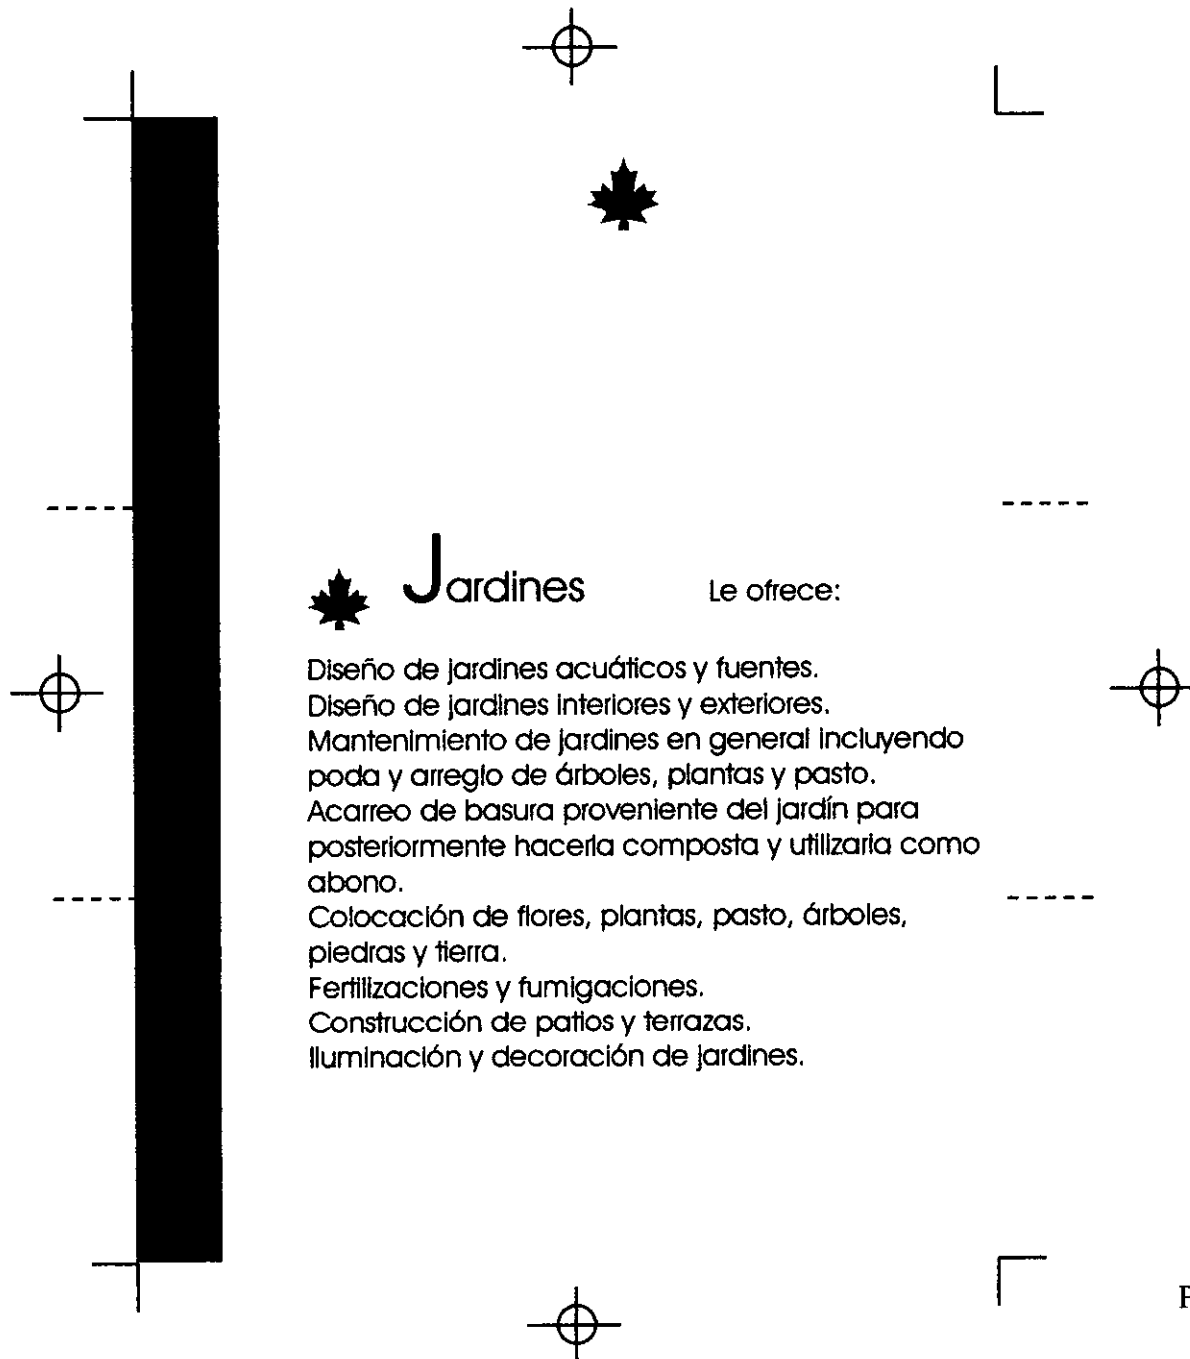 Jardines Le ofrece:
Diseño de jardines acuáticos y fuentes.
Diseño de jardines interiores y exteriores.
Mantenimiento de jardines en general incluyendo
poda y arreglo de árboles, plantas y pasto.
Acarreo de basura proveniente del jardín para
posteriormente hacerla composta y utilizarla como
abono.
Colocación de flores, plantas, pasto, árboles,
piedras y tierra.
Fertilizaciones y fumigaciones.
Construcción de patios y terrazas.
Iluminación y decoración de jardines.